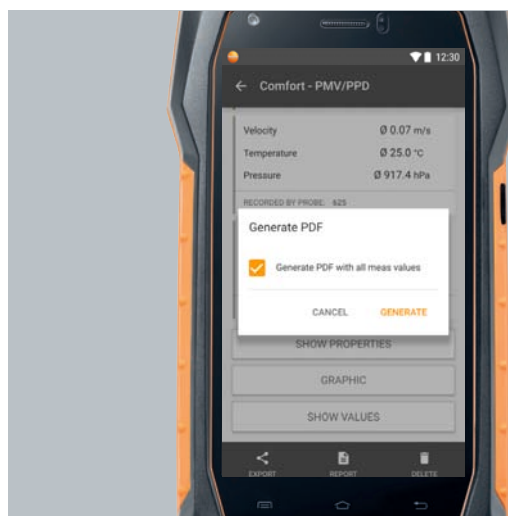 12:30
Comfort - PMV/PPD
Velocity Ø 0.07 m/s
Temperature Ø 25.0 °C
Pressure Ø 917.4 hPa
RECORDED BY PROBE: 625
Generate PDF
Generate PDF with all meas values
CANCEL GENERATE
SHOW PROPERTIES
GRAPHIC
SHOW VALUES
EXPORT REPORT DELETE